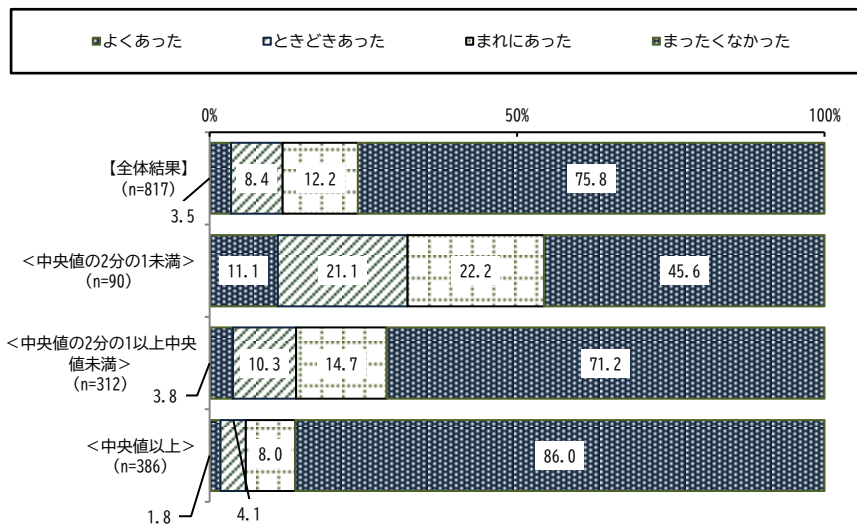 よくあった ときどきあった まれにあった まったくなかった
0% 50% 100%
【全体結果】
(n=817)
3.5 8.4 12.2 75.8
＜中央値の2分の1未満＞
(n=90)
11.1 21.1 22.2 45.6
＜中央値の2分の1以上中央
値未満＞
(n=312)
3.8 10.3 14.7 71.2
＜中央値以上＞
(n=386)
1.8 4.1 8.0 86.0